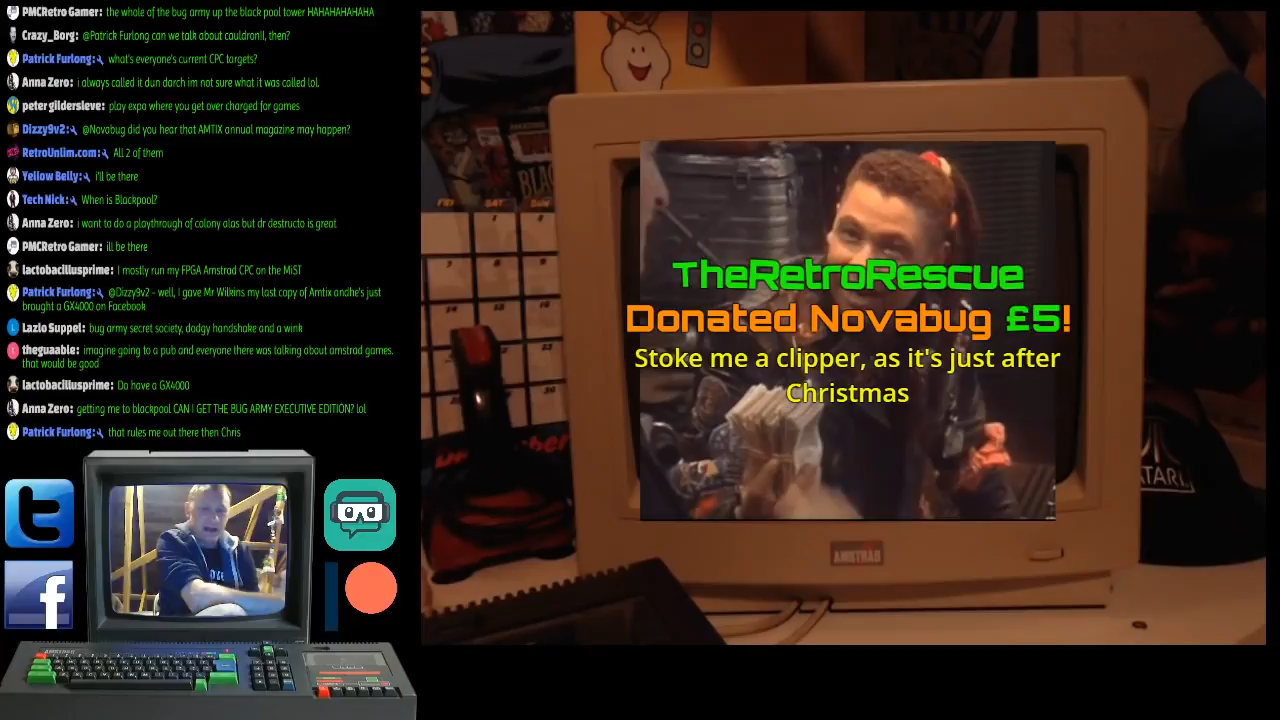 PMCRetro Gamer: the whole of the bug army up the black pool tower HAHAHAHAHAHA
Crazy_Borg: @Patrick Furlong can we talk about cauldronII, then?
Patrick Furlong: what's everyone's current CPC targets?
Anna Zero: i always called it dun darch im not sure what it was called lol.
peter gildersleve: play expo where you get over charged for games
Dizzy9v2: @Novabug did you hear that AMTIX annual magazine may happen?
RetroUnlim.com: All 2 of them
Yellow Belly: i'll be there
Tech Nick: When is Blackpool?
Anna Zero: i want to do a playthrough of colony alas but dr destructo is great
PMCRetro Gamer: ill be there
lactobacillusprime: I mostly run my FPGA Amstrad CPC on the MiST
Patrick Furlong: @Dizzy9v2 - well, I gave Mr Wilkins my last copy of Amtix andhe's just
brought a GX4000 on Facebook
Lazlo Suppel: bug army secret society, dodgy handshake and a wink
theguaable: imagine going to a pub and everyone there was talking about amstrad games.
that would be good
lactobacillusprime: Do have a GX4000
Anna Zero: getting me to blackpool CAN I GET THE BUG ARMY EXECUTIVE EDITION? lol
Patrick Furlong: that rules me out there then Chris
TheRetroRescue
Donated Novabug £5!
Stoke me a clipper, as it's just after
Christmas
AMSTRAD
ATARI
FRI SAT SUN
AMSTRAD